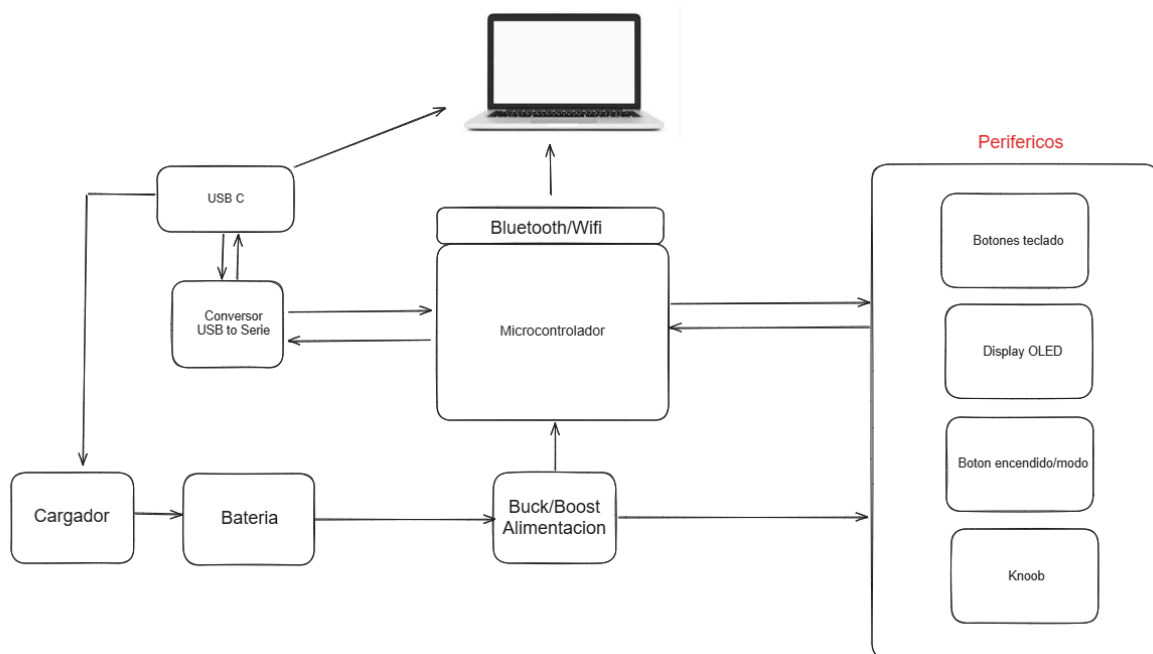 Perifericos
USB C
Bluetooth/Wifi
Botones teclado
Conversor
USB to Serie
Microcontrolador
Display OLED
Boton encendido/modo
Cargador
Bateria
Buck/Boost
Alimentacion
Knoob